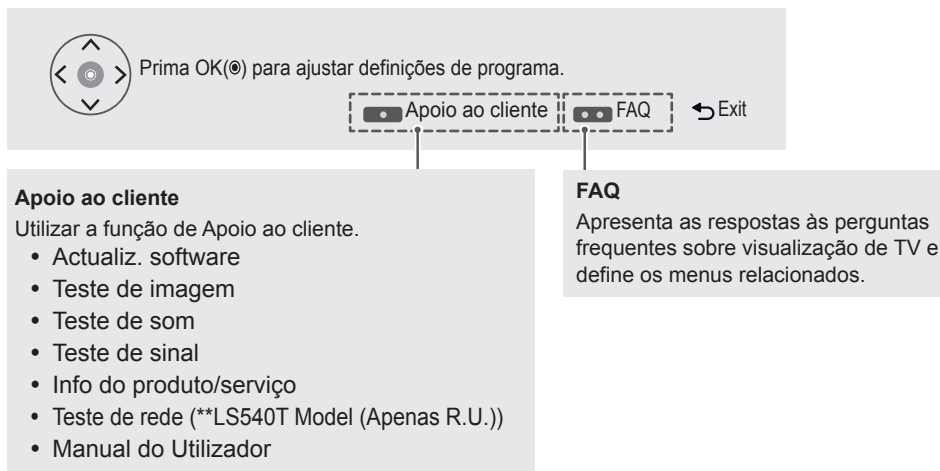 Prima OK(◉) para ajustar definições de programa.
Apoio ao cliente FAQ Exit
Apoio ao cliente
Utilizar a função de Apoio ao cliente.
• Actualiz. software
• Teste de imagem
• Teste de som
• Teste de sinal
• Info do produto/serviço
• Teste de rede (**LS540T Model (Apenas R.U.))
• Manual do Utilizador
FAQ
Apresenta as respostas às perguntas
frequentes sobre visualização de TV e
define os menus relacionados.